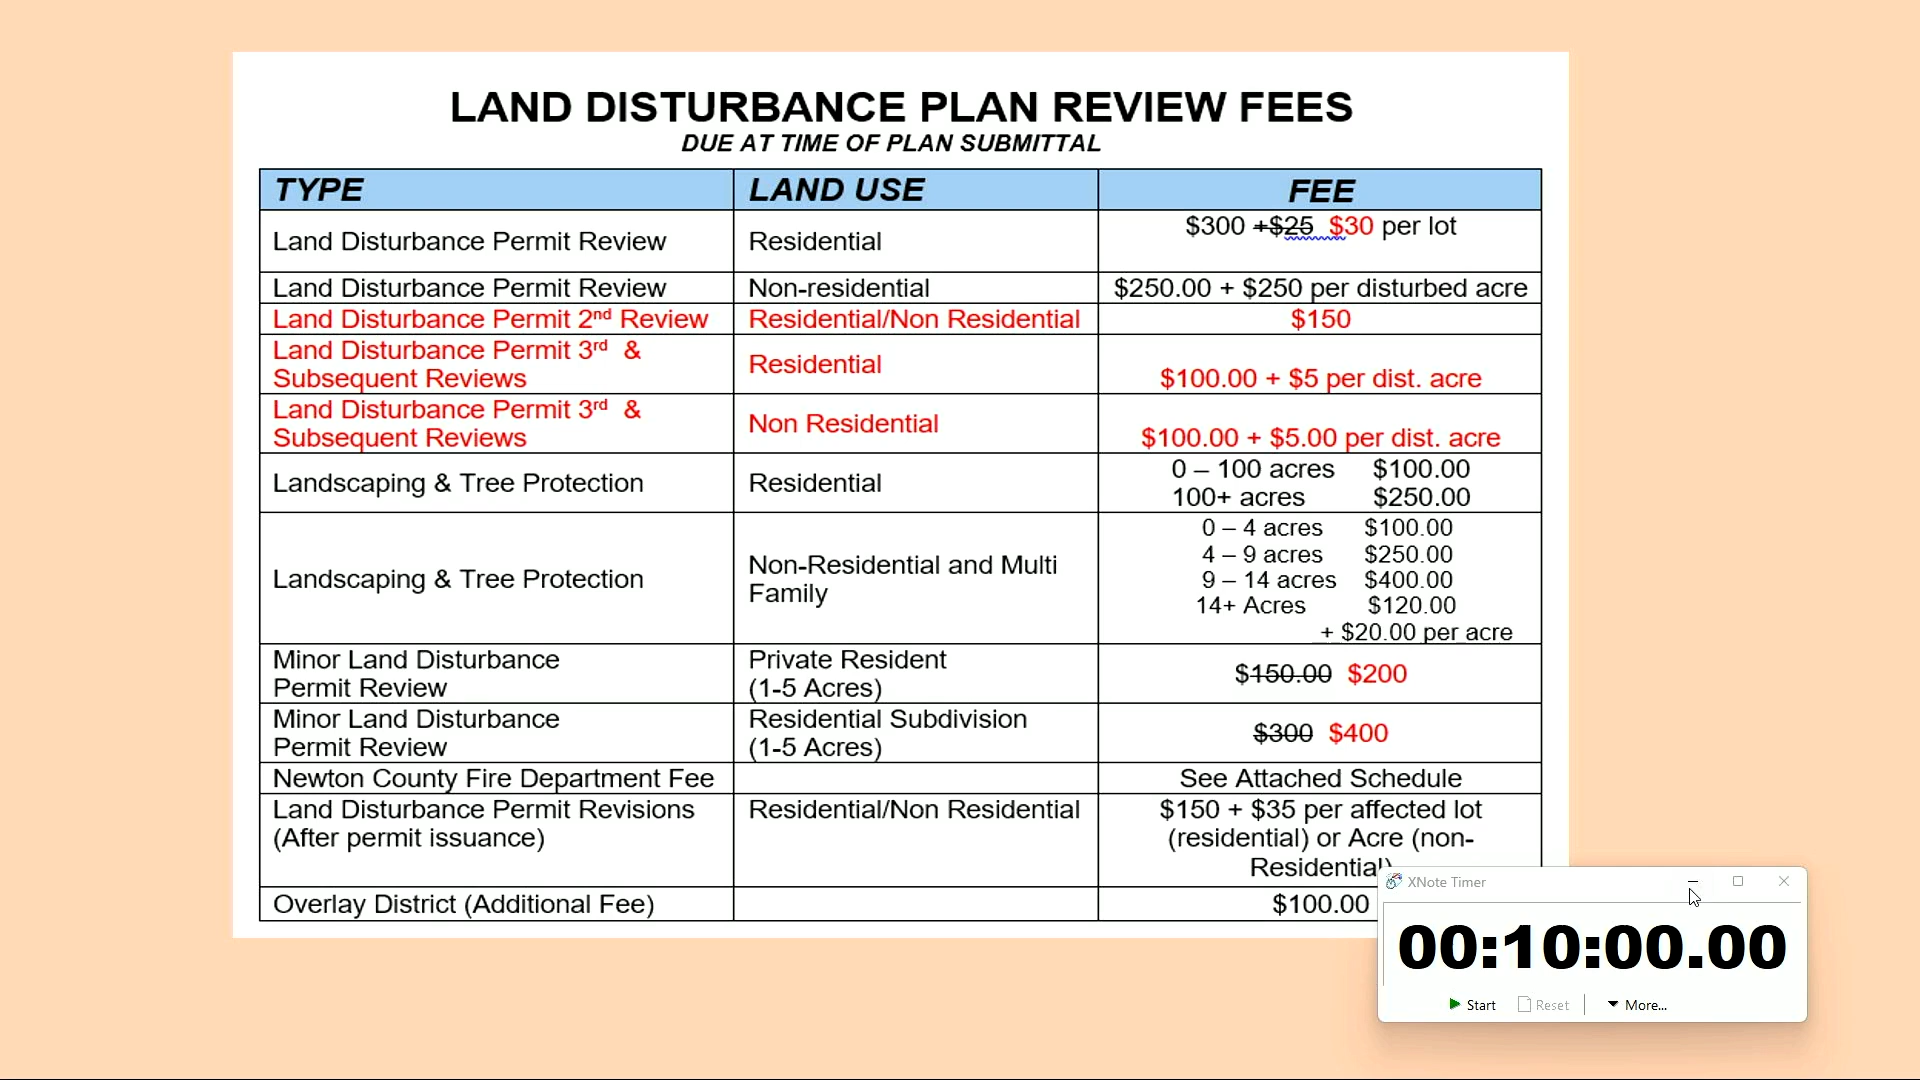 LAND DISTURBANCE PLAN REVIEW FEES
DUE AT TIME OF PLAN SUBMITTAL
TYPE LAND USE FEE
Land Disturbance Permit Review Residential $300 +$25 $30 per lot
Land Disturbance Permit Review Non-residential $250.00 + $250 per disturbed acre
Land Disturbance Permit 2nd Review Residential/Non Residential $150
Land Disturbance Permit 3rd &
Subsequent Reviews Residential $100.00 + $5 per dist. acre
Land Disturbance Permit 3rd &
Subsequent Reviews Non Residential $100.00 + $5.00 per dist. acre
Landscaping & Tree Protection Residential 0 – 100 acres $100.00
100+ acres $250.00
Landscaping & Tree Protection Non-Residential and Multi
Family
0 – 4 acres $100.00
4 – 9 acres $250.00
9 – 14 acres $400.00
14+ Acres $120.00
+ $20.00 per acre
Minor Land Disturbance
Permit Review
Private Resident
(1-5 Acres)
$150.00 $200
Minor Land Disturbance
Permit Review
Residential Subdivision
(1-5 Acres)
$300 $400
Newton County Fire Department Fee See Attached Schedule
Land Disturbance Permit Revisions
(After permit issuance)
Residential/Non Residential
$150 + $35 per affected lot
(residential) or Acre (non-
Residential)
Overlay District (Additional Fee) $100.00
XNote Timer
00:10:00.00
Start Reset More...